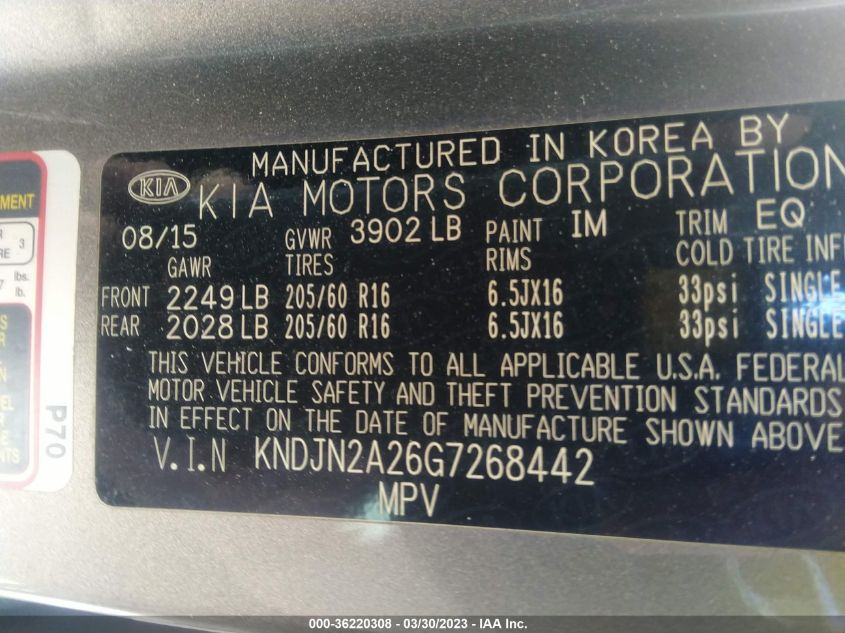 MANUFACTURED IN KOREA BY
KIA KIA MOTORS CORPORATION
08/15 GVWR 3902 LB PAINT IM TRIM EQ
GAWR TIRES RIMS COLD TIRE INF
FRONT 2249 LB 205/60 R16 6.5JX16 33psi SINGLE
REAR 2028 LB 205/60 R16 6.5JX16 33psi SINGLE
THIS VEHICLE CONFORMS TO ALL APPLICABLE U.S.A. FEDERAL
MOTOR VEHICLE SAFETY AND THEFT PREVENTION STANDARDS
IN EFFECT ON THE DATE OF MANUFACTURE SHOWN ABOVE
V.I.N KNDJN2A26G7268442
MPV
MENT
3
lbs.
lb.
P70
000-36220308 - 03/30/2023 - IAA Inc.